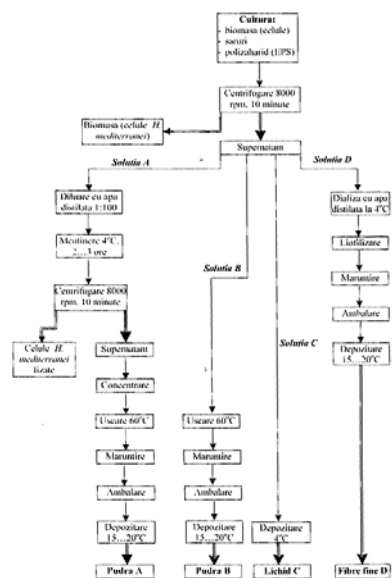 Cultura:
- biomasa (celule)
- saruri
- polizaharid (EPS)
Centrifugare 8000
rpm, 10 minute
Biomasa (celule H.
mediterranei)
Supernatant
Solutia A
Solutia D
Diluare cu apa
distilata 1:100
Mentinere 4°C,
2...3 ore
Centrifugare 8000
rpm, 10 minute
Celule H.
mediterranei
lizate
Supernatant
Concentrare
Uscare 60°C
Maruntire
Ambalare
Depozitare
15...20°C
Pudra A
Solutia B
Uscare 60°C
Maruntire
Ambalare
Depozitare
15...20°C
Pudra B
Solutia C
Depozitare
4°C
Lichid C
Dializa cu apa
distilata la 4°C
Liofilizare
Maruntire
Ambalare
Depozitare
15...20°C
Fibre fine D